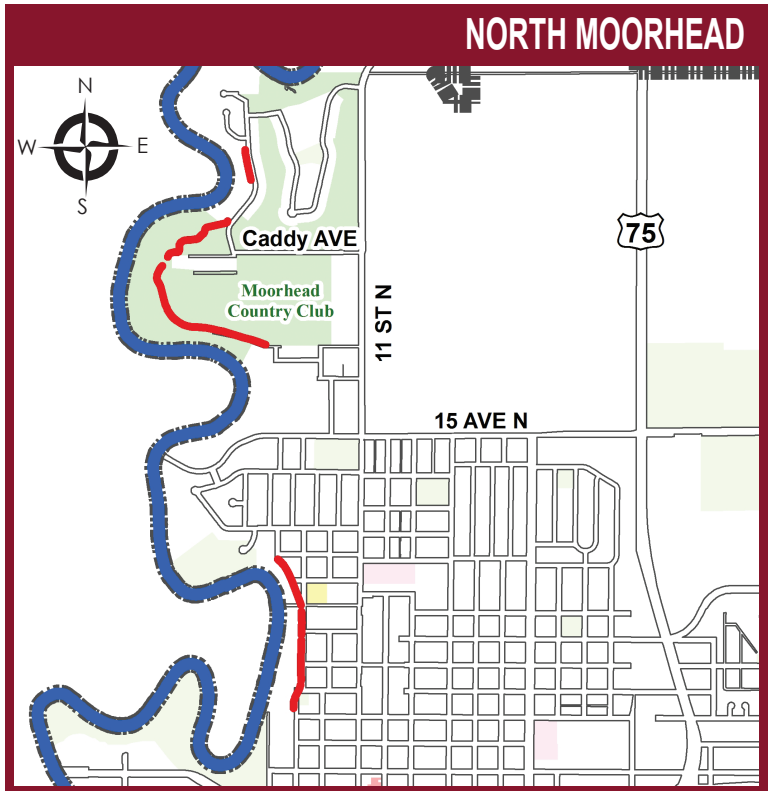 NORTH MOORHEAD
N
W E
S
75
Caddy AVE
Moorhead
Country Club
11 ST N
15 AVE N